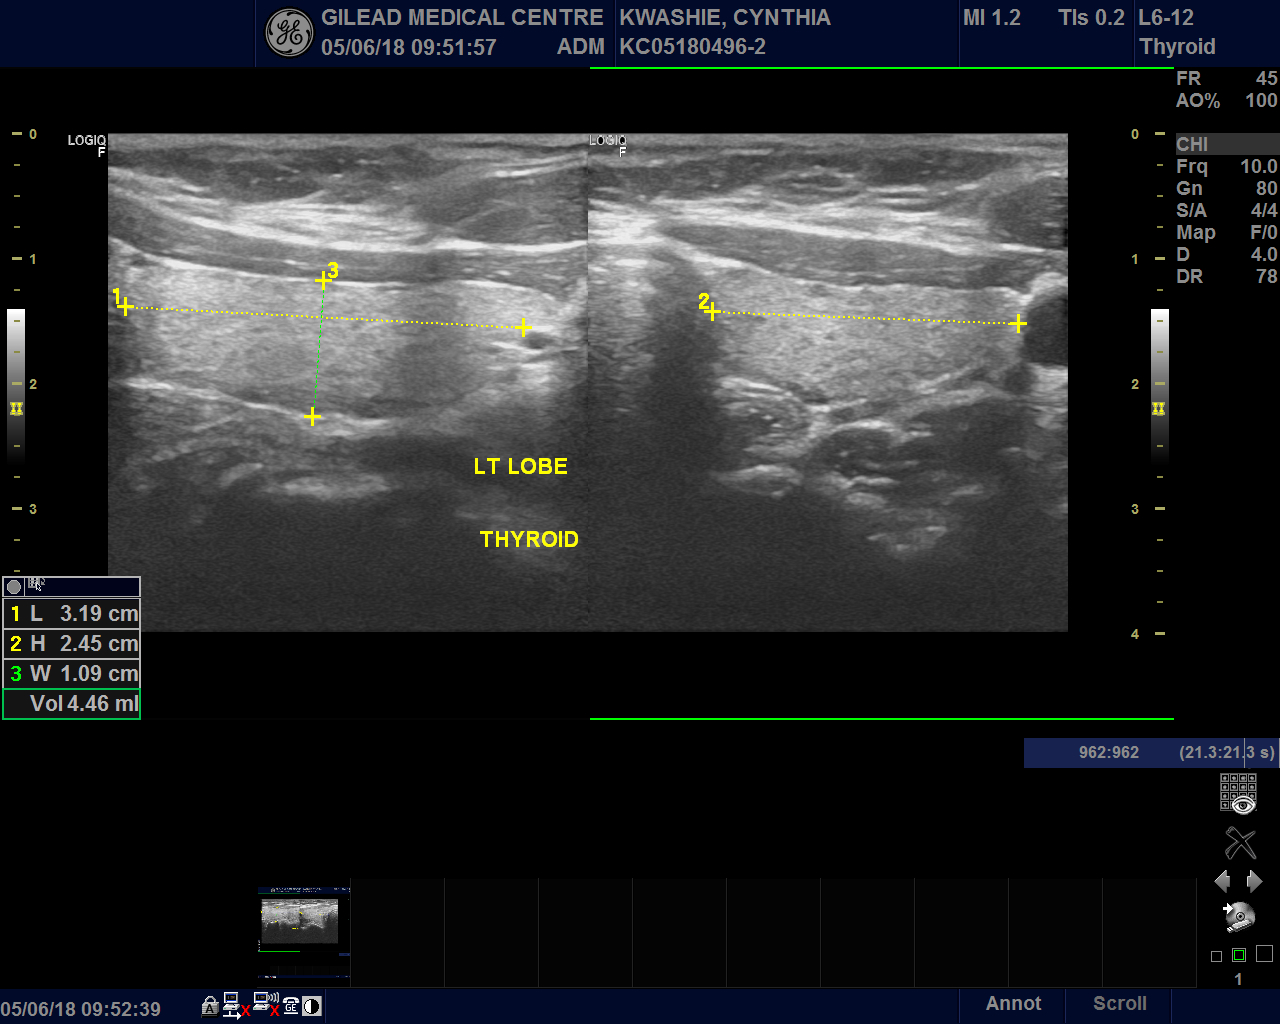 GILEAD MEDICAL CENTRE
05/06/18 09:51:57 ADM
KWASHIE, CYNTHIA
KC05180496-2
MI 1.2 TIs 0.2
L6-12
Thyroid
FR 45
AO% 100
CHI
Frq 10.0
Gn 80
S/A 4/4
Map F/0
D 4.0
DR 78
LOGIQ
F
LOGIQ
F
0
1
2
3
0
1
2
3
4
1
3
2
LT LOBE
THYROID
1 L 3.19 cm
2 H 2.45 cm
3 W 1.09 cm
Vol 4.46 ml
962:962 (21.3:21.3 s)
1
05/06/18 09:52:39
A
GE
Annot
Scroll